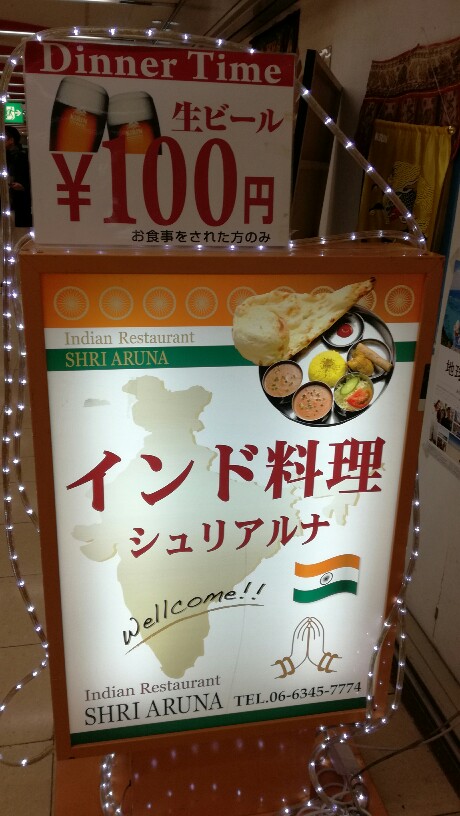 Dinner Time
生ビール
¥100円
お食事をされた方のみ
Indian Restaurant
SHRI ARUNA
インド料理
シュリアルナ
Wellcome!!
Indian Restaurant
SHRI ARUNA TEL.06-6345-7774
地球